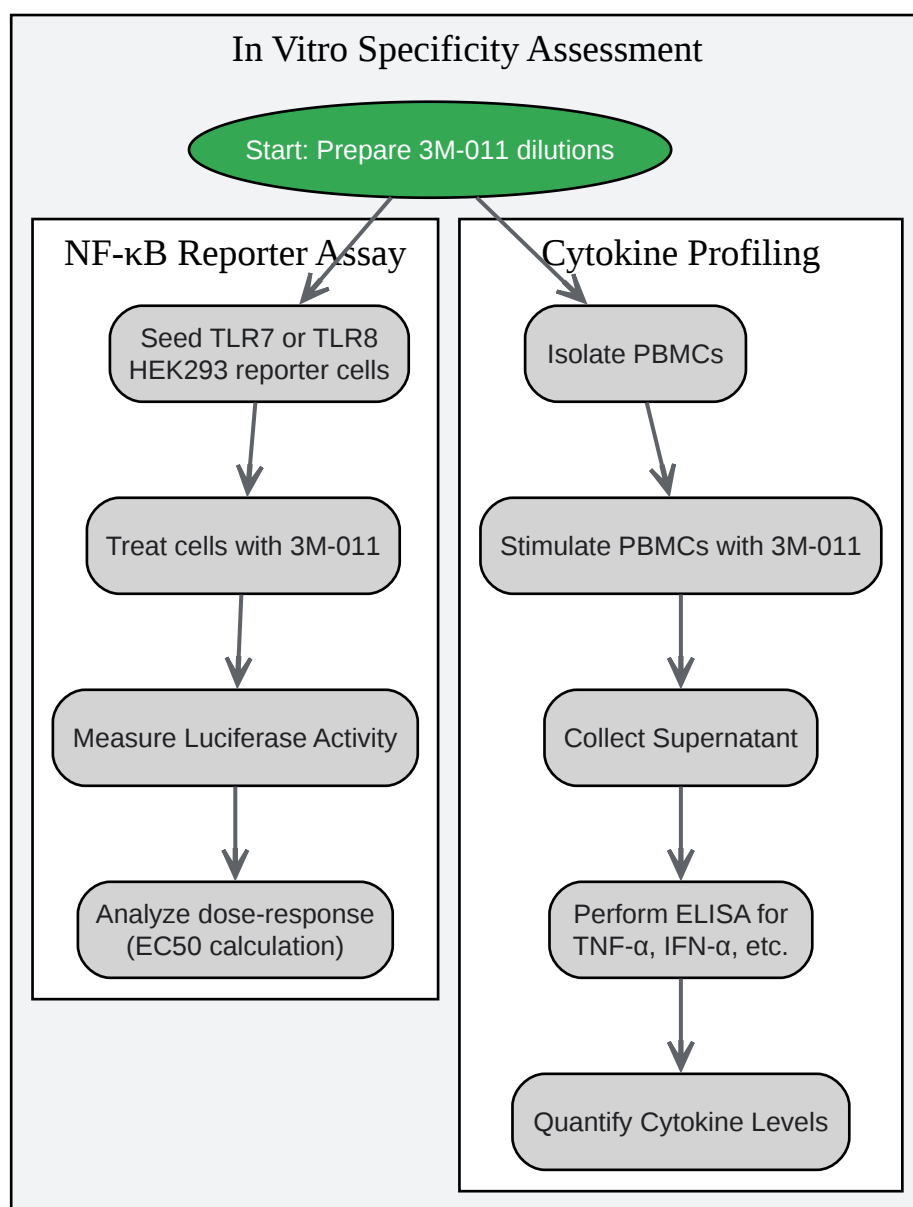 In Vitro Specificity Assessment
Start: Prepare 3M-011 dilutions
NF-κB Reporter Assay
Seed TLR7 or TLR8
HEK293 reporter cells
Treat cells with 3M-011
Measure Luciferase Activity
Analyze dose-response
(EC50 calculation)
Cytokine Profiling
Isolate PBMCs
Stimulate PBMCs with 3M-011
Collect Supernatant
Perform ELISA for
TNF-α, IFN-α, etc.
Quantify Cytokine Levels